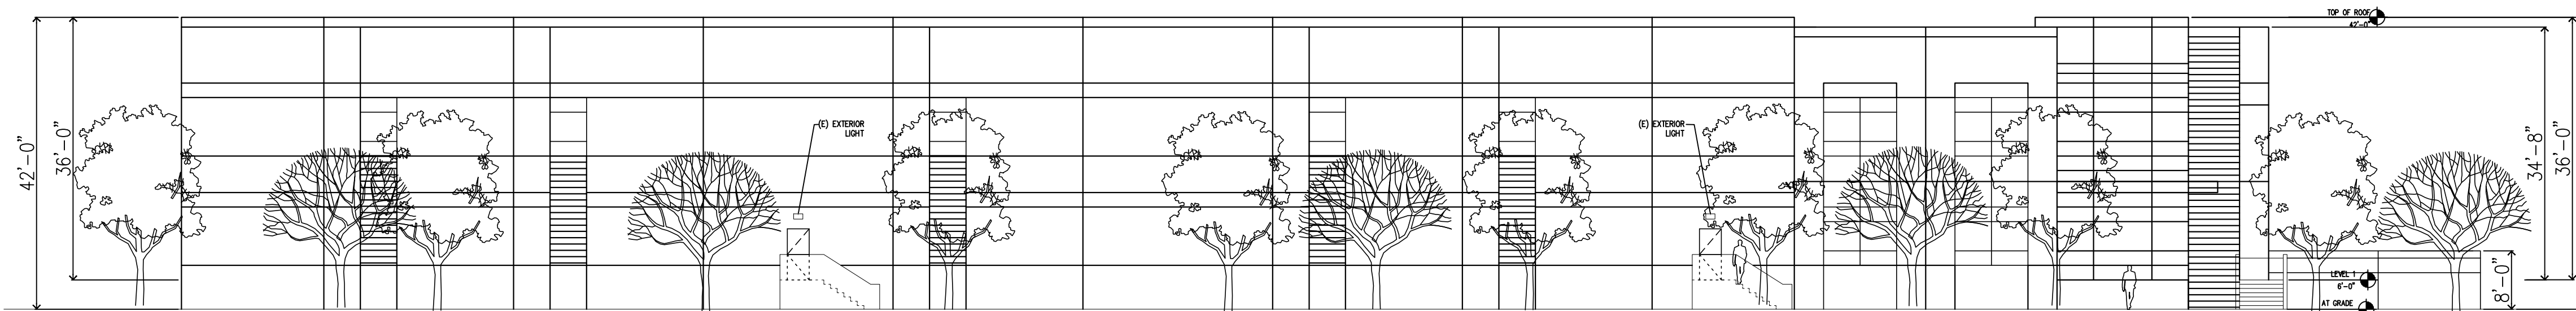 42'-0"
36'-0"
(E) EXTERIOR
LIGHT
(E) EXTERIOR
LIGHT
TOP OF ROOF
42'-0"
34'-8"
36'-0"
LEVEL 1
6'-0"
AT GRADE
8'-0"